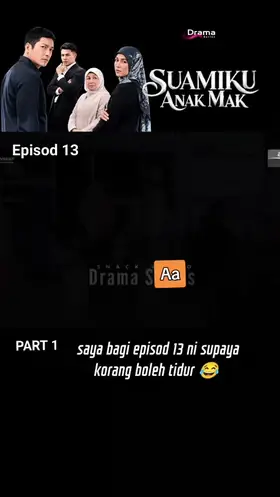 Drama
SUAMIKU
ANAK MAK
Episod 13
Drama S
Aa
PART 1
saya bagi episod 13 ni supaya
korang boleh tidur 😂